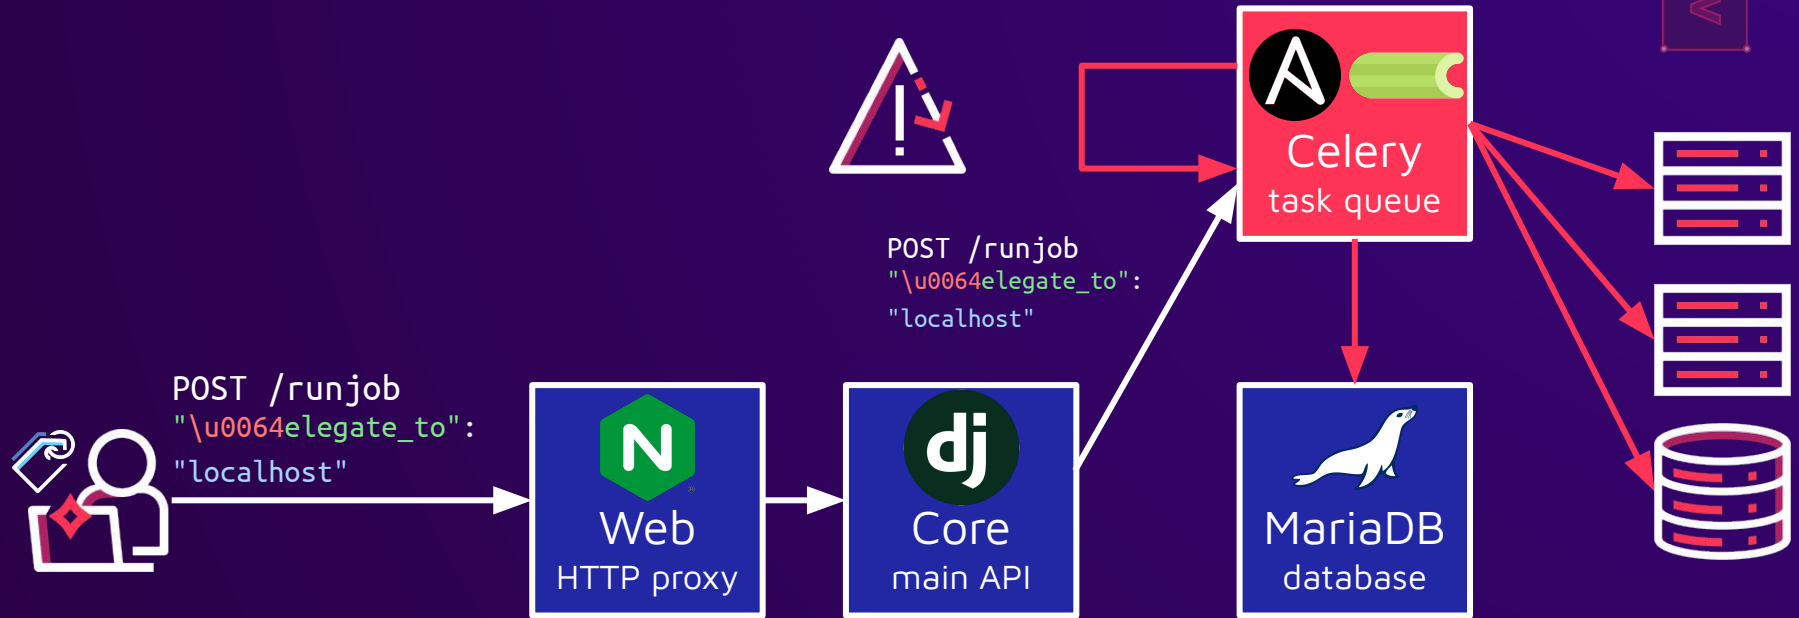 POST /runjob
"\u0064elegate_to":
"localhost"
POST /runjob
"\u0064elegate_to":
"localhost"
Celery
task queue
N
Web
HTTP proxy
dj
Core
main API
MariaDB
database